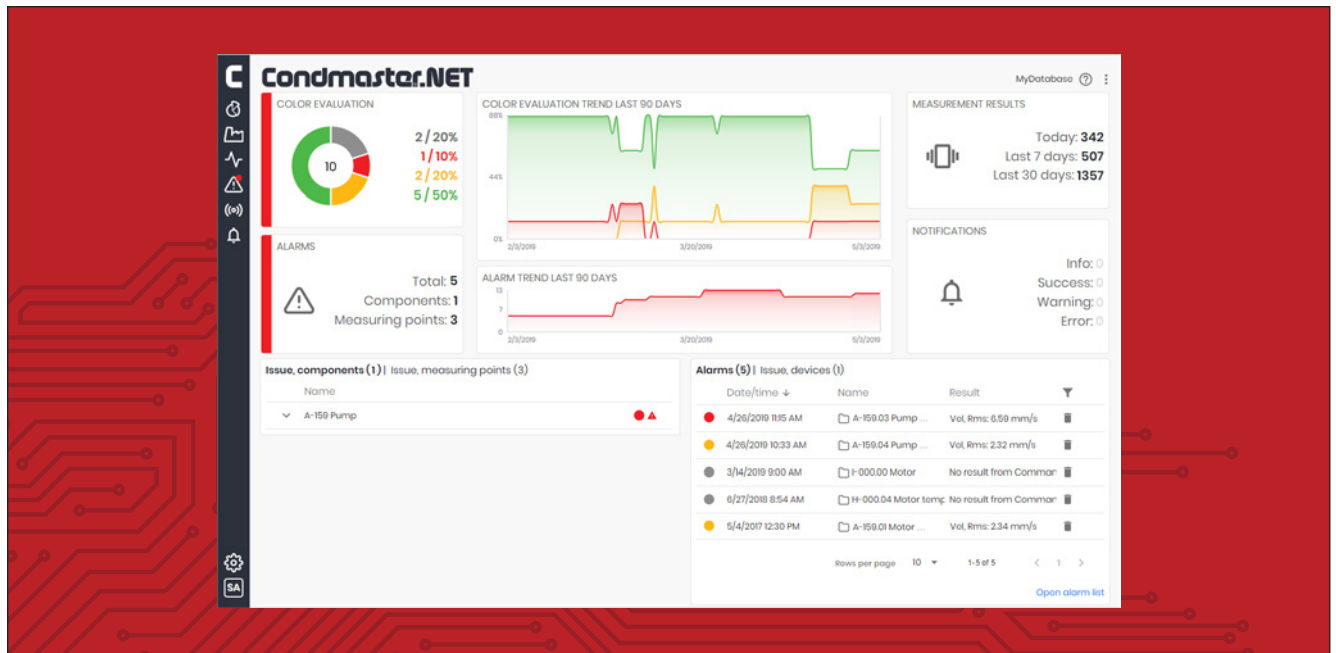 C
Condmaster.NET
MyDatabase
COLOR EVALUATION
10
2 / 20%
1 / 10%
2 / 20%
5 / 50%
COLOR EVALUATION TREND LAST 90 DAYS
88%
44%
0%
2/3/2019 3/20/2019 5/3/2019
MEASUREMENT RESULTS
Today: 342
Last 7 days: 507
Last 30 days: 1357
ALARMS
Total: 5
Components: 1
Measuring points: 3
ALARM TREND LAST 90 DAYS
13
7
0
2/3/2019 3/20/2019 5/3/2019
NOTIFICATIONS
Info: 0
Success: 0
Warning: 0
Error: 0
Issue, components (1) | Issue, measuring points (3)
Name
A-159 Pump
Alarms (5) | Issue, devices (1)
Date/time Name Result
4/26/2019 11:15 AM A-159.03 Pump ... Vol, Rms: 6.59 mm/s
4/26/2019 10:33 AM A-159.04 Pump ... Vol, Rms: 2.32 mm/s
3/14/2019 9:00 AM I-000.00 Motor No result from Comman
6/27/2018 8:54 AM H-000.04 Motor temp No result from Comman
5/4/2017 12:30 PM A-159.01 Motor ... Vol, Rms: 2.34 mm/s
Rows per page 10 1-5 of 5 < 1 >
Open alarm list
SA